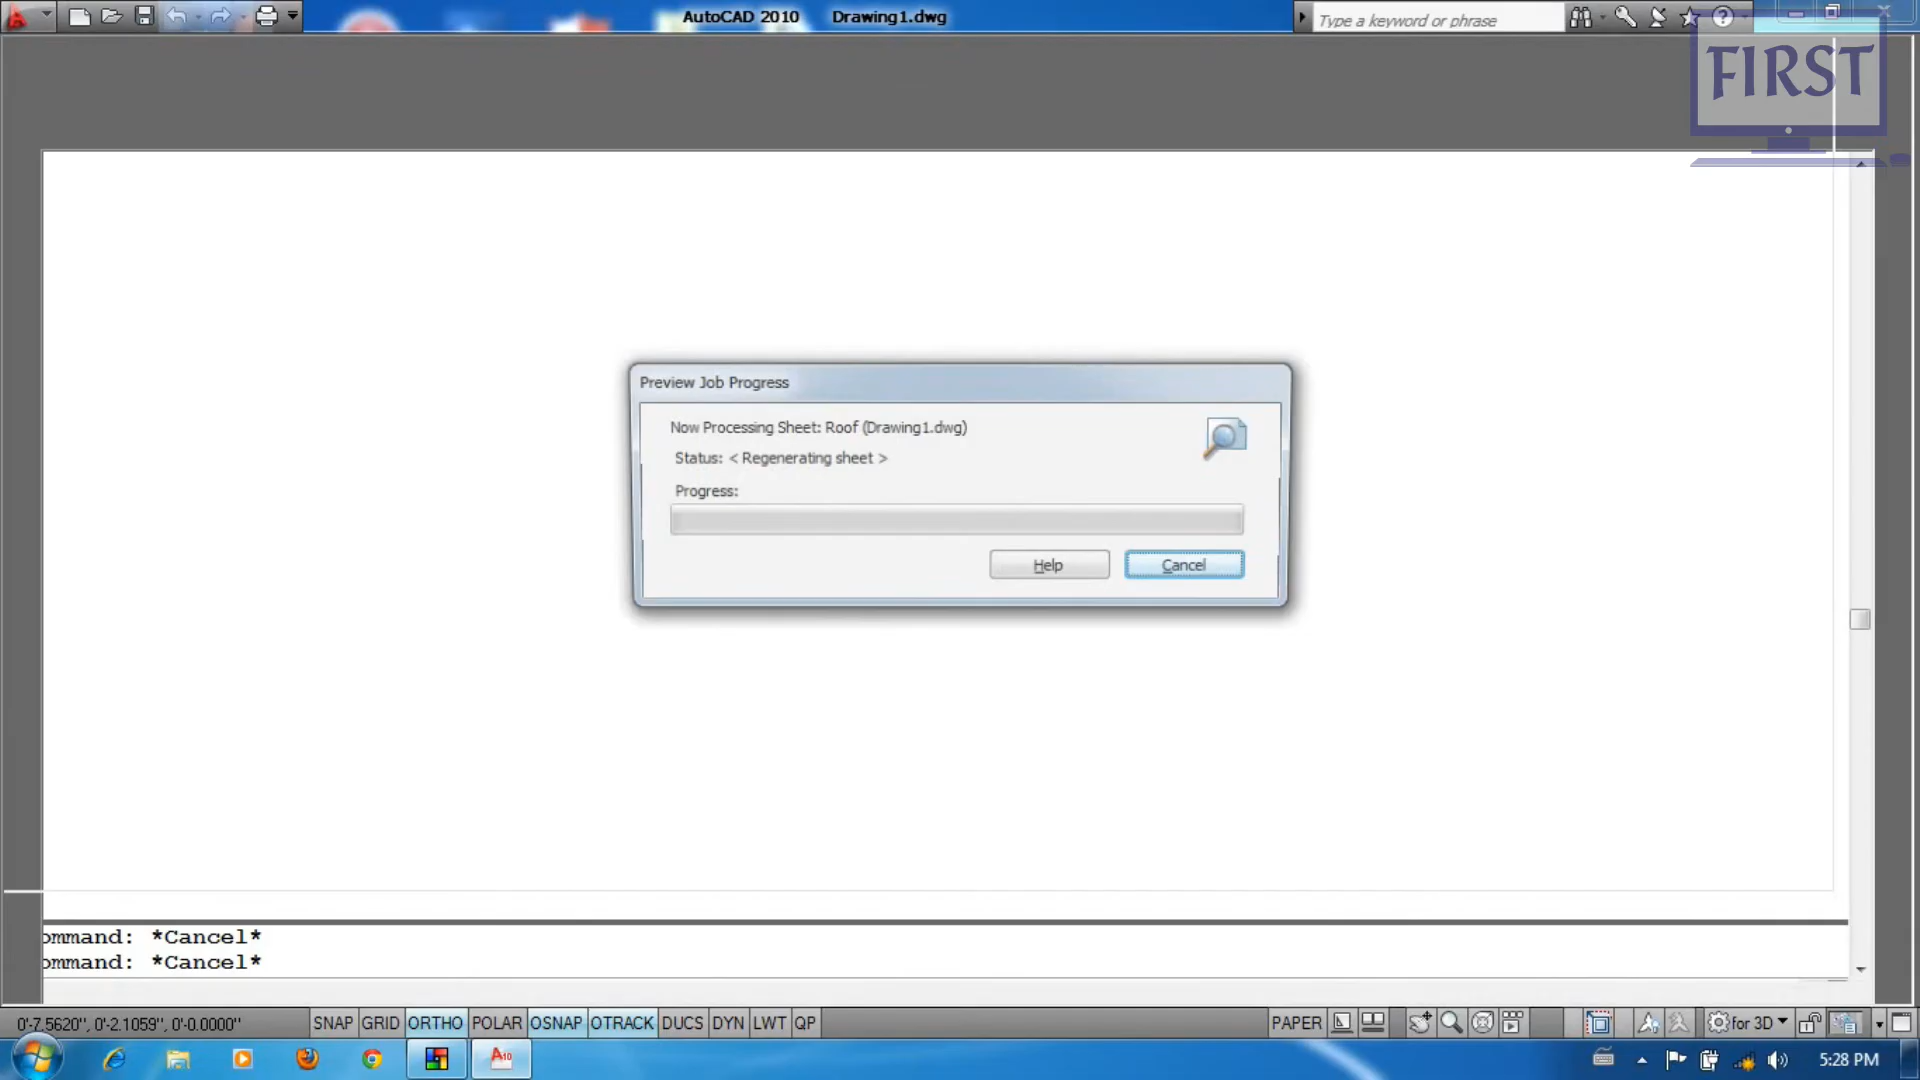 AutoCAD 2010 Drawing1.dwg
Type a keyword or phrase
FIRST
Preview Job Progress
Now Processing Sheet: Roof (Drawing1.dwg)
Status: < Regenerating sheet >
Progress:
Help
Cancel
ommand: *Cancel*
ommand: *Cancel*
0'-7.5620", 0'-2.1059", 0'-0.0000"
SNAP GRID ORTHO POLAR OSNAP OTRACK DUCS DYN LWT QP
PAPER
for 3D
A10
5:28 PM